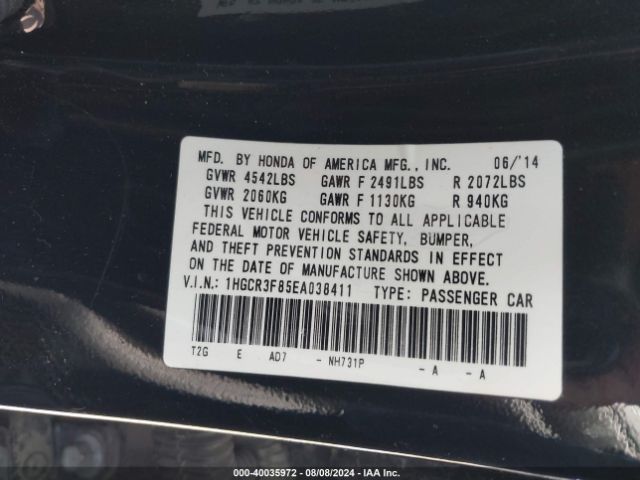 MFD. BY HONDA OF AMERICA MFG., INC. 06/'14
GVWR 4542LBS GAWR F 2491LBS R 2072LBS
GVWR 2060KG GAWR F 1130KG R 940KG
THIS VEHICLE CONFORMS TO ALL APPLICABLE
FEDERAL MOTOR VEHICLE SAFETY, BUMPER,
AND THEFT PREVENTION STANDARDS IN EFFECT
ON THE DATE OF MANUFACTURE SHOWN ABOVE.
V.I.N.: 1HGCR3F85EA038411 TYPE: PASSENGER CAR
T2G E AD7 - NH731P - A - A
000-40035972 - 08/08/2024 - IAA Inc.